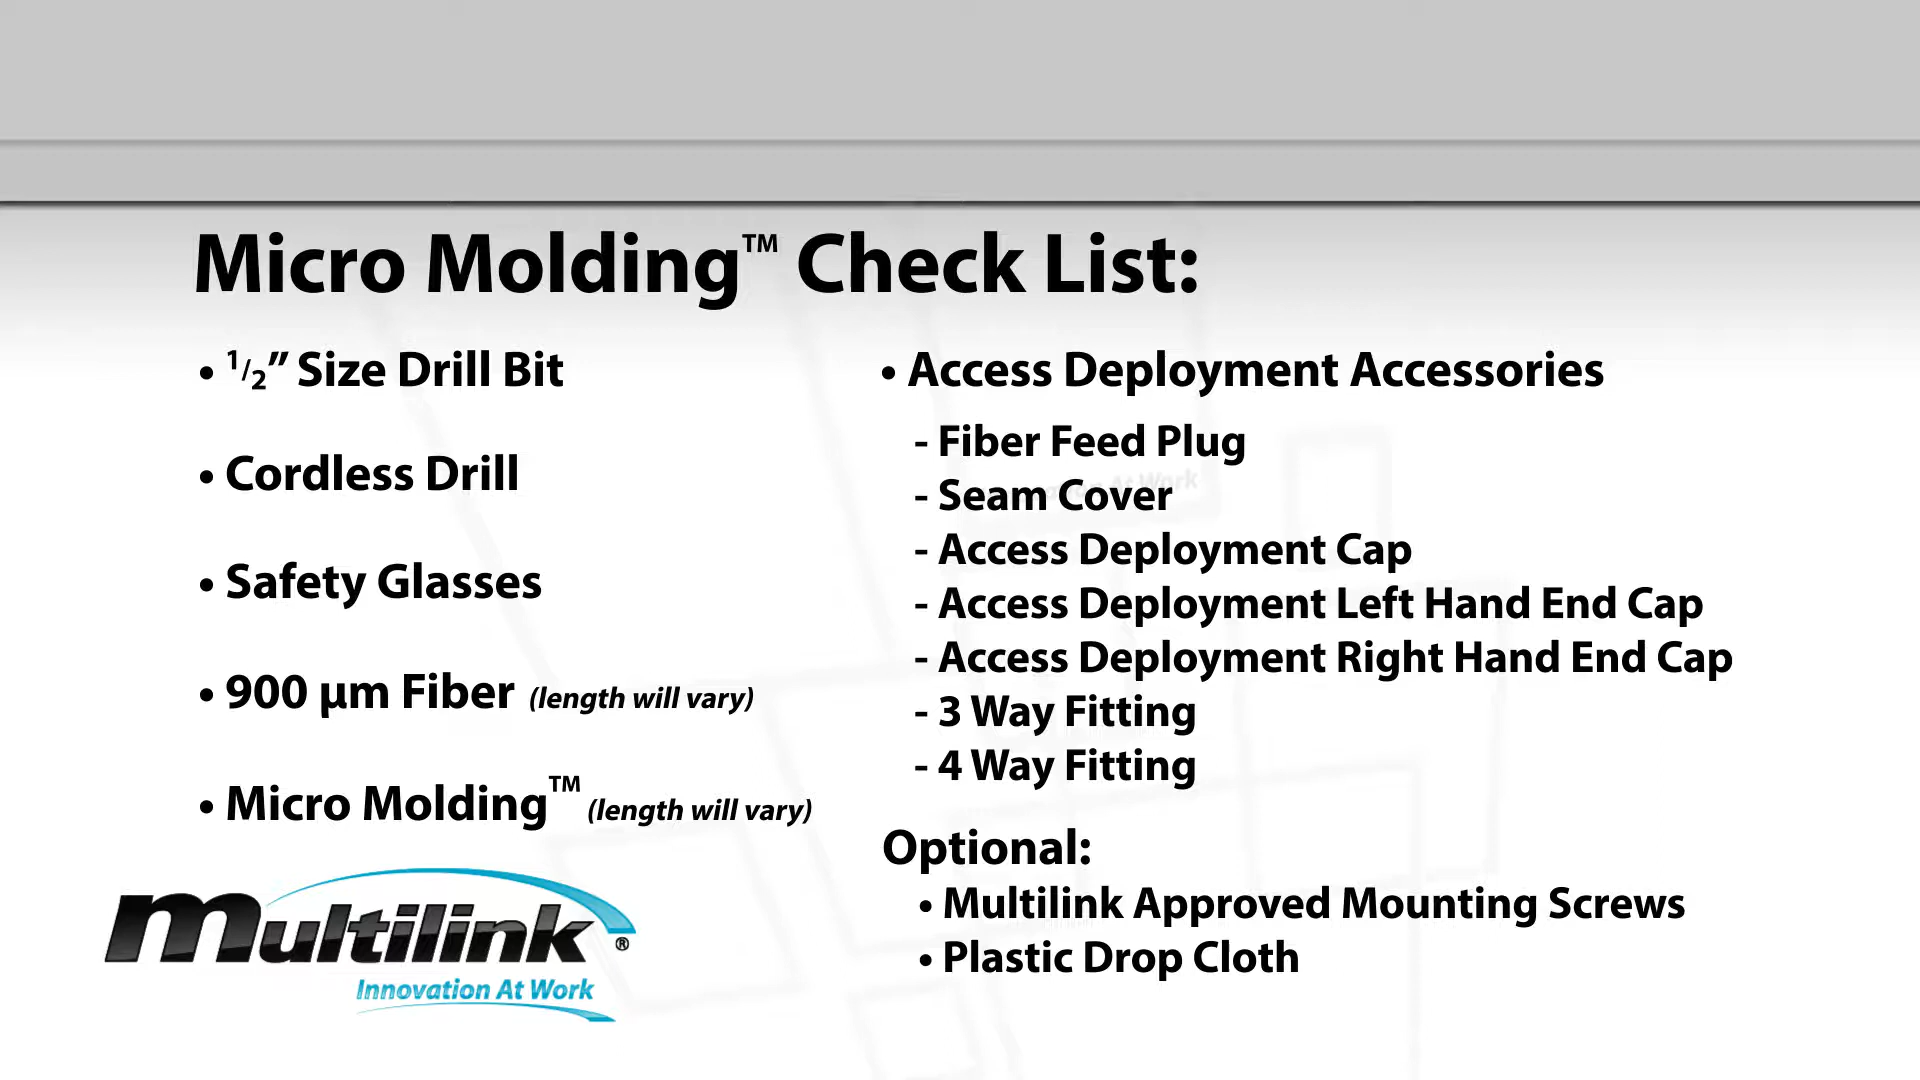 Micro Molding™ Check List:
• 1/2” Size Drill Bit
• Cordless Drill
• Safety Glasses
• 900 µm Fiber (length will vary)
• Micro Molding™ (length will vary)
• Access Deployment Accessories
- Fiber Feed Plug
- Seam Cover
- Access Deployment Cap
- Access Deployment Left Hand End Cap
- Access Deployment Right Hand End Cap
- 3 Way Fitting
- 4 Way Fitting
Optional:
• Multilink Approved Mounting Screws
• Plastic Drop Cloth
Multilink®
Innovation At Work